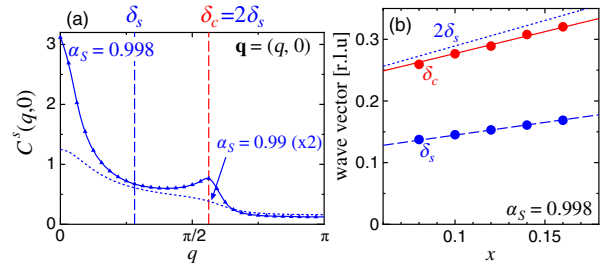 (a)
δs
δc=2δs
q = (q, 0)
αS=0.998
αS= 0.99 (x2)
Cˢ(q,0)
3
2
1
0
0
π/2
π
q
(b)
2δs
δc
δs
αS = 0.998
wave vector [r.l.u]
0.3
0.2
0.1
0
0.1
0.15
x